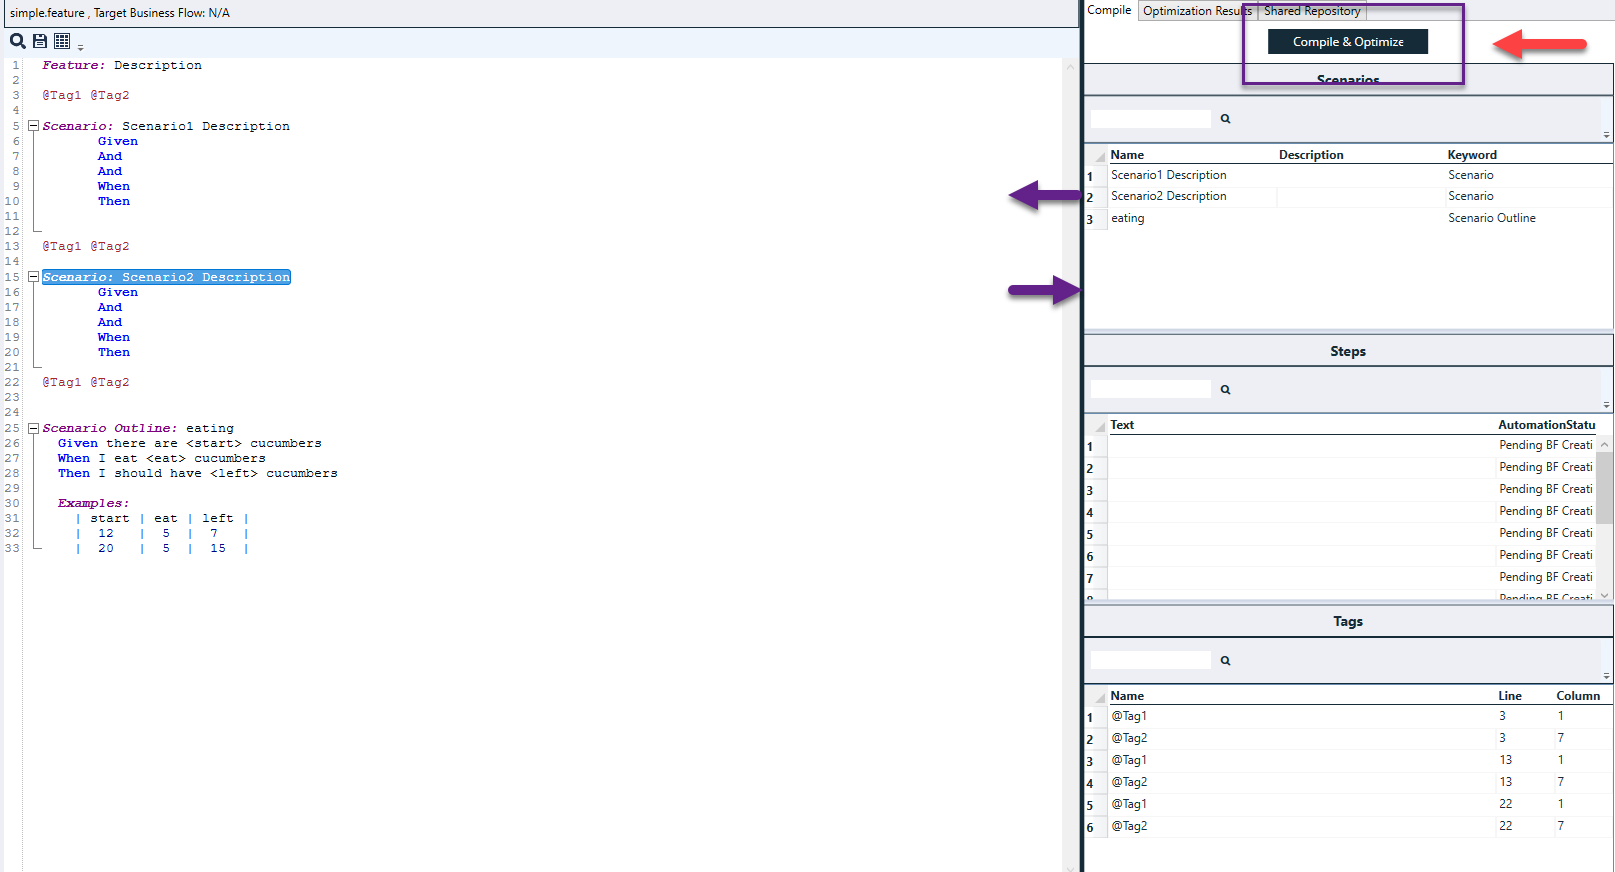 simple.feature , Target Business Flow: N/A
1 Feature: Description
2
3 @Tag1 @Tag2
4
5 Scenario: Scenario1 Description
6 Given
7 And
8 And
9 When
10 Then
11
12
13 @Tag1 @Tag2
14
15 Scenario: Scenario2 Description
16 Given
17 And
18 And
19 When
20 Then
21
22 @Tag1 @Tag2
23
24
25 Scenario Outline: eating
26 Given there are <start> cucumbers
27 When I eat <eat> cucumbers
28 Then I should have <left> cucumbers
29
30 Examples:
31 | start | eat | left |
32 | 12 | 5 | 7 |
33 | 20 | 5 | 15 |
Compile Optimization Results Shared Repository
Compile & Optimize
Scenarios
Name Description Keyword
1 Scenario1 Description Scenario
2 Scenario2 Description Scenario
3 eating Scenario Outline
Steps
Text AutomationStatu
1 Pending BF Creati
2 Pending BF Creati
3 Pending BF Creati
4 Pending BF Creati
5 Pending BF Creati
6 Pending BF Creati
7 Pending BF Creati
8 Pending BF Creati
Tags
Name Line Column
1 @Tag1 3 1
2 @Tag2 3 7
3 @Tag1 13 1
4 @Tag2 13 7
5 @Tag1 22 1
6 @Tag2 22 7